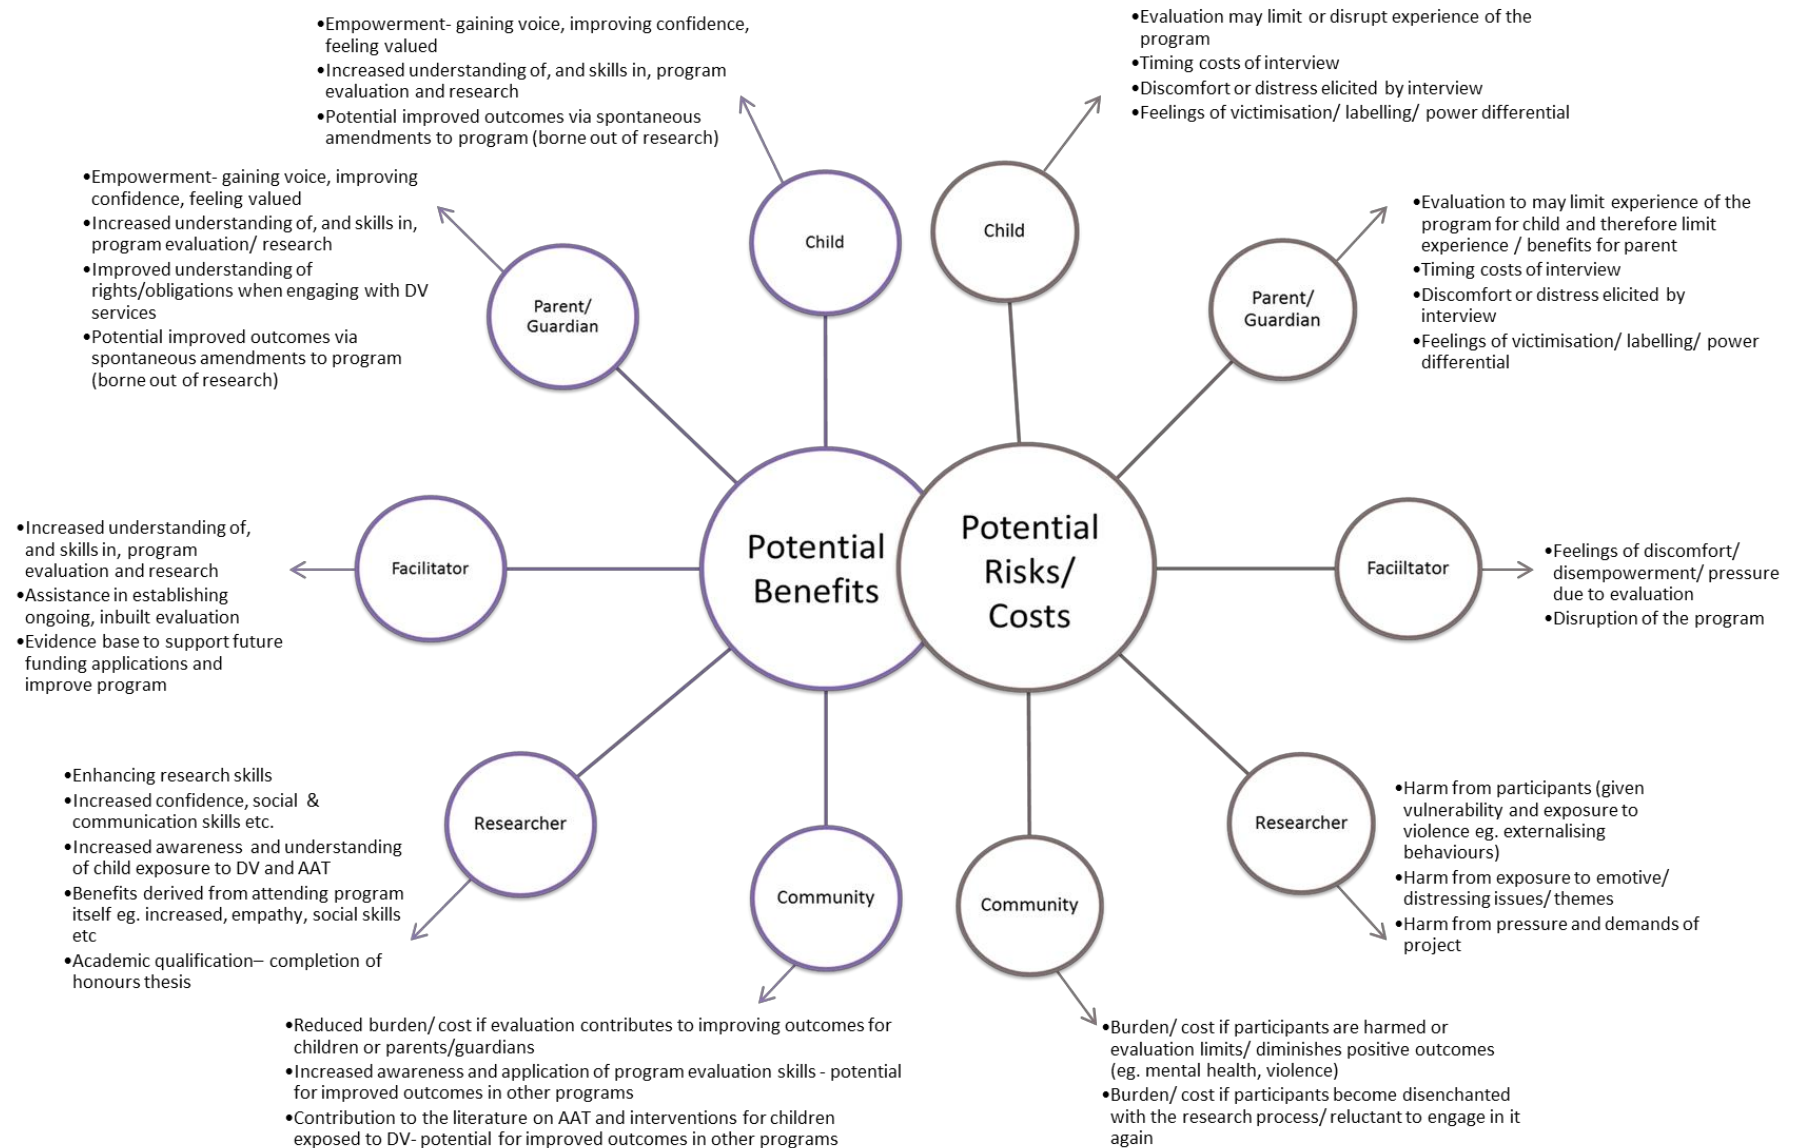 •Empowerment- gaining voice, improving confidence,
feeling valued
•Increased understanding of, and skills in, program
evaluation and research
•Potential improved outcomes via spontaneous
amendments to program (borne out of research)
•Evaluation may limit or disrupt experience of the
program
•Timing costs of interview
•Discomfort or distress elicited by interview
•Feelings of victimisation/ labelling/ power differential
•Empowerment- gaining voice, improving
confidence, feeling valued
•Increased understanding of, and skills in,
program evaluation/ research
•Improved understanding of
rights/obligations when engaging with DV
services
•Potential improved outcomes via
spontaneous amendments to program
(borne out of research)
Child
Child
•Evaluation to may limit experience of the
program for child and therefore limit
experience / benefits for parent
•Timing costs of interview
•Discomfort or distress elicited by
interview
•Feelings of victimisation/ labelling/ power
differential
Parent/
Guardian
Parent/
Guardian
•Increased understanding of,
and skills in, program
evaluation and research
•Assistance in establishing
ongoing, inbuilt evaluation
•Evidence base to support future
funding applications and
improve program
Facilitator
Potential
Benefits
Potential
Risks/
Costs
Faciiltator
•Feelings of discomfort/
disempowerment/ pressure
due to evaluation
•Disruption of the program
•Enhancing research skills
•Increased confidence, social &
communication skills etc.
•Increased awareness and understanding
of child exposure to DV and AAT
•Benefits derived from attending program
itself eg. increased, empathy, social skills
etc
•Academic qualification– completion of
honours thesis
Researcher
Community
Community
Researcher
•Harm from participants (given
vulnerability and exposure to
violence eg. externalising
behaviours)
•Harm from exposure to emotive/
distressing issues/ themes
•Harm from pressure and demands of
project
•Reduced burden/ cost if evaluation contributes to improving outcomes for
children or parents/guardians
•Increased awareness and application of program evaluation skills - potential
for improved outcomes in other programs
•Contribution to the literature on AAT and interventions for children
exposed to DV- potential for improved outcomes in other programs
•Burden/ cost if participants are harmed or
evaluation limits/ diminishes positive outcomes
(eg. mental health, violence)
•Burden/ cost if participants become disenchanted
with the research process/ reluctant to engage in it
again